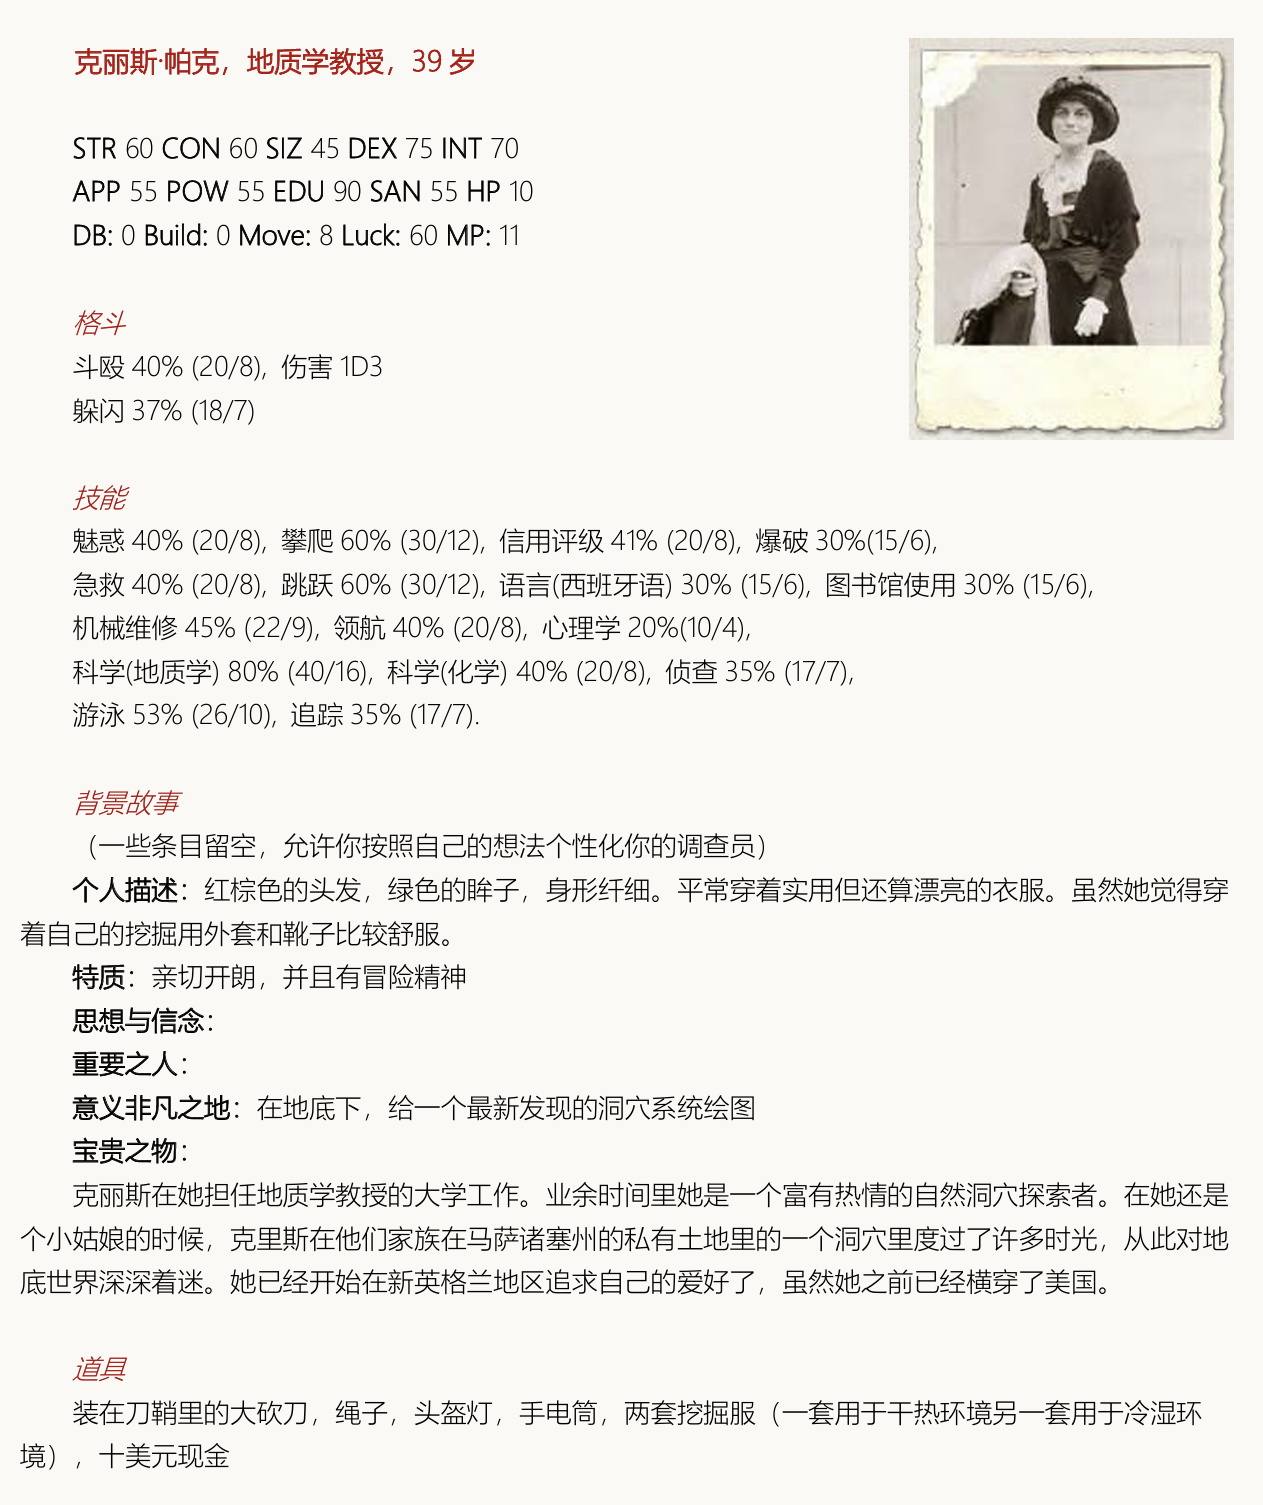 克丽斯·帕克，地质学教授，39 岁
STR 60 CON 60 SIZ 45 DEX 75 INT 70
APP 55 POW 55 EDU 90 SAN 55 HP 10
DB: 0 Build: 0 Move: 8 Luck: 60 MP: 11
格斗
斗殴 40% (20/8), 伤害 1D3
躲闪 37% (18/7)
技能
魅惑 40% (20/8), 攀爬 60% (30/12), 信用评级 41% (20/8), 爆破 30%(15/6),
急救 40% (20/8), 跳跃 60% (30/12), 语言(西班牙语) 30% (15/6), 图书馆使用 30% (15/6),
机械维修 45% (22/9), 领航 40% (20/8), 心理学 20%(10/4),
科学(地质学) 80% (40/16), 科学(化学) 40% (20/8), 侦查 35% (17/7),
游泳 53% (26/10), 追踪 35% (17/7).
背景故事
（一些条目留空，允许你按照自己的想法个性化你的调查员）
个人描述：红棕色的头发，绿色的眸子，身形纤细。平常穿着实用但还算漂亮的衣服。虽然她觉得穿
着自己的挖掘用外套和靴子比较舒服。
特质：亲切开朗，并且有冒险精神
思想与信念：
重要之人：
意义非凡之地：在地底下，给一个最新发现的洞穴系统绘图
宝贵之物：
克丽斯在她担任地质学教授的大学工作。业余时间里她是一个富有热情的自然洞穴探索者。在她还是
个小姑娘的时候，克里斯在他们家族在马萨诸塞州的私有土地里的一个洞穴里度过了许多时光，从此对地
底世界深深着迷。她已经开始在新英格兰地区追求自己的爱好了，虽然她之前已经横穿了美国。
道具
装在刀鞘里的大砍刀，绳子，头盔灯，手电筒，两套挖掘服（一套用于干热环境另一套用于冷湿环
境），十美元现金